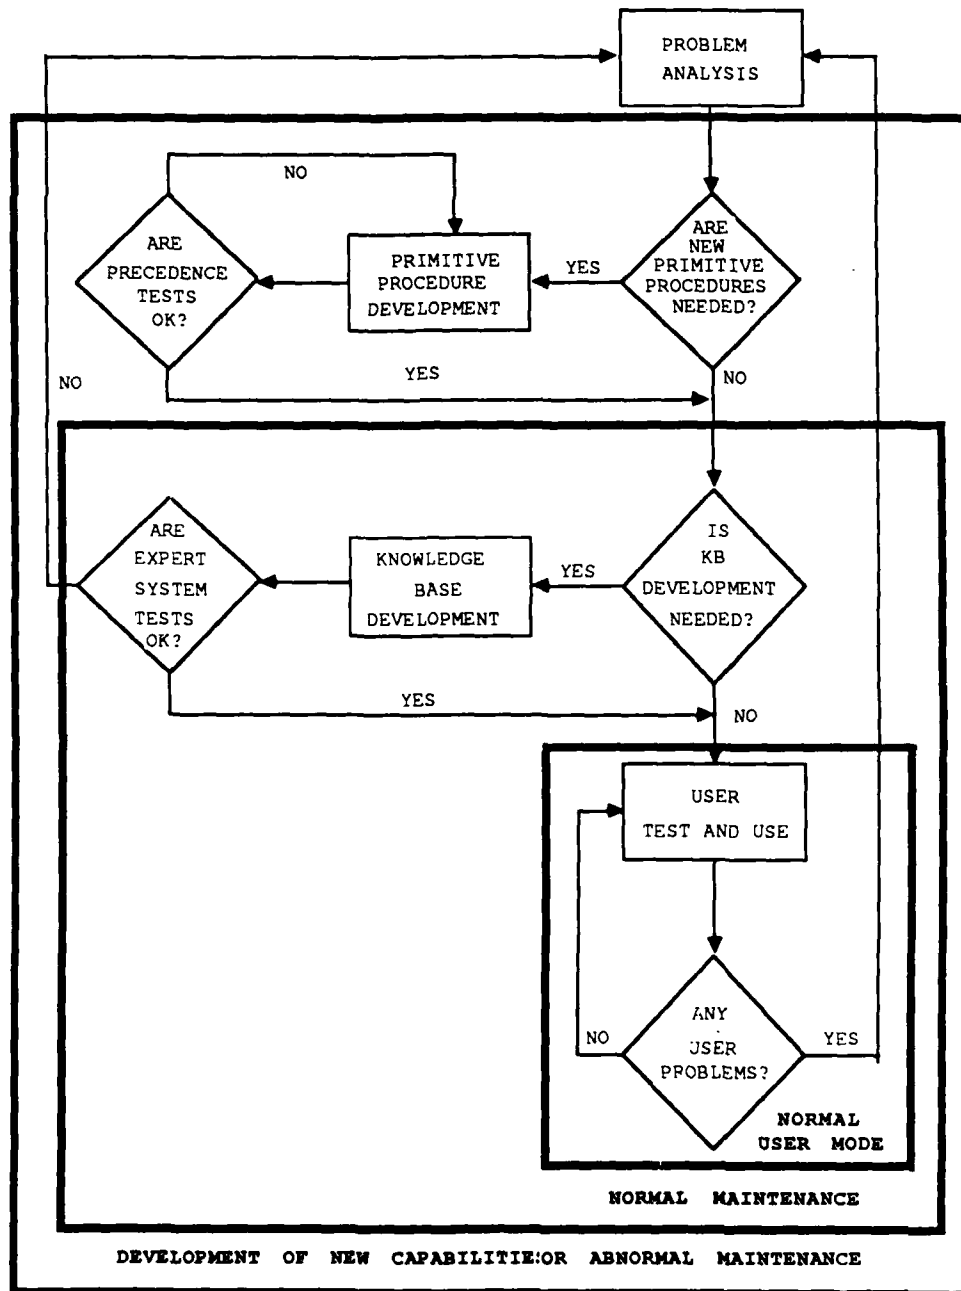 PROBLEM
ANALYSIS
NO
ARE
PRECEDENCE
TESTS
OK?
PRIMITIVE
PROCEDURE
DEVELOPMENT
YES
ARE
NEW
PRIMITIVE
PROCEDURES
NEEDED?
YES
NO
NO
ARE
EXPERT
SYSTEM
TESTS
OK?
KNOWLEDGE
BASE
DEVELOPMENT
YES
IS
KB
DEVELOPMENT
NEEDED?
YES
NO
USER
TEST AND USE
NO
ANY
USER
PROBLEMS?
YES
NORMAL
USER MODE
NORMAL MAINTENANCE
DEVELOPMENT OF NEW CAPABILITIE:OR ABNORMAL MAINTENANCE